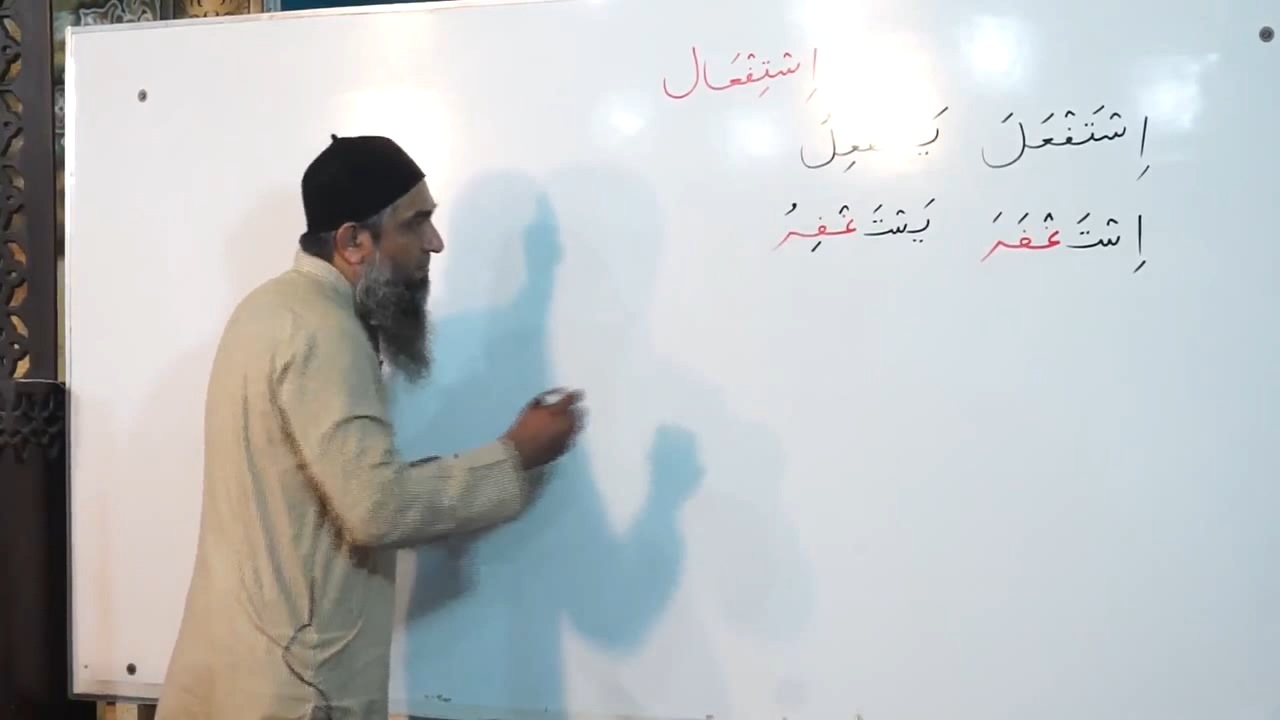 اِسْتِفْعَال
اِسْتَفْعَلَ
اِسْتَغْفَرَ يَسْتَغْفِرُ